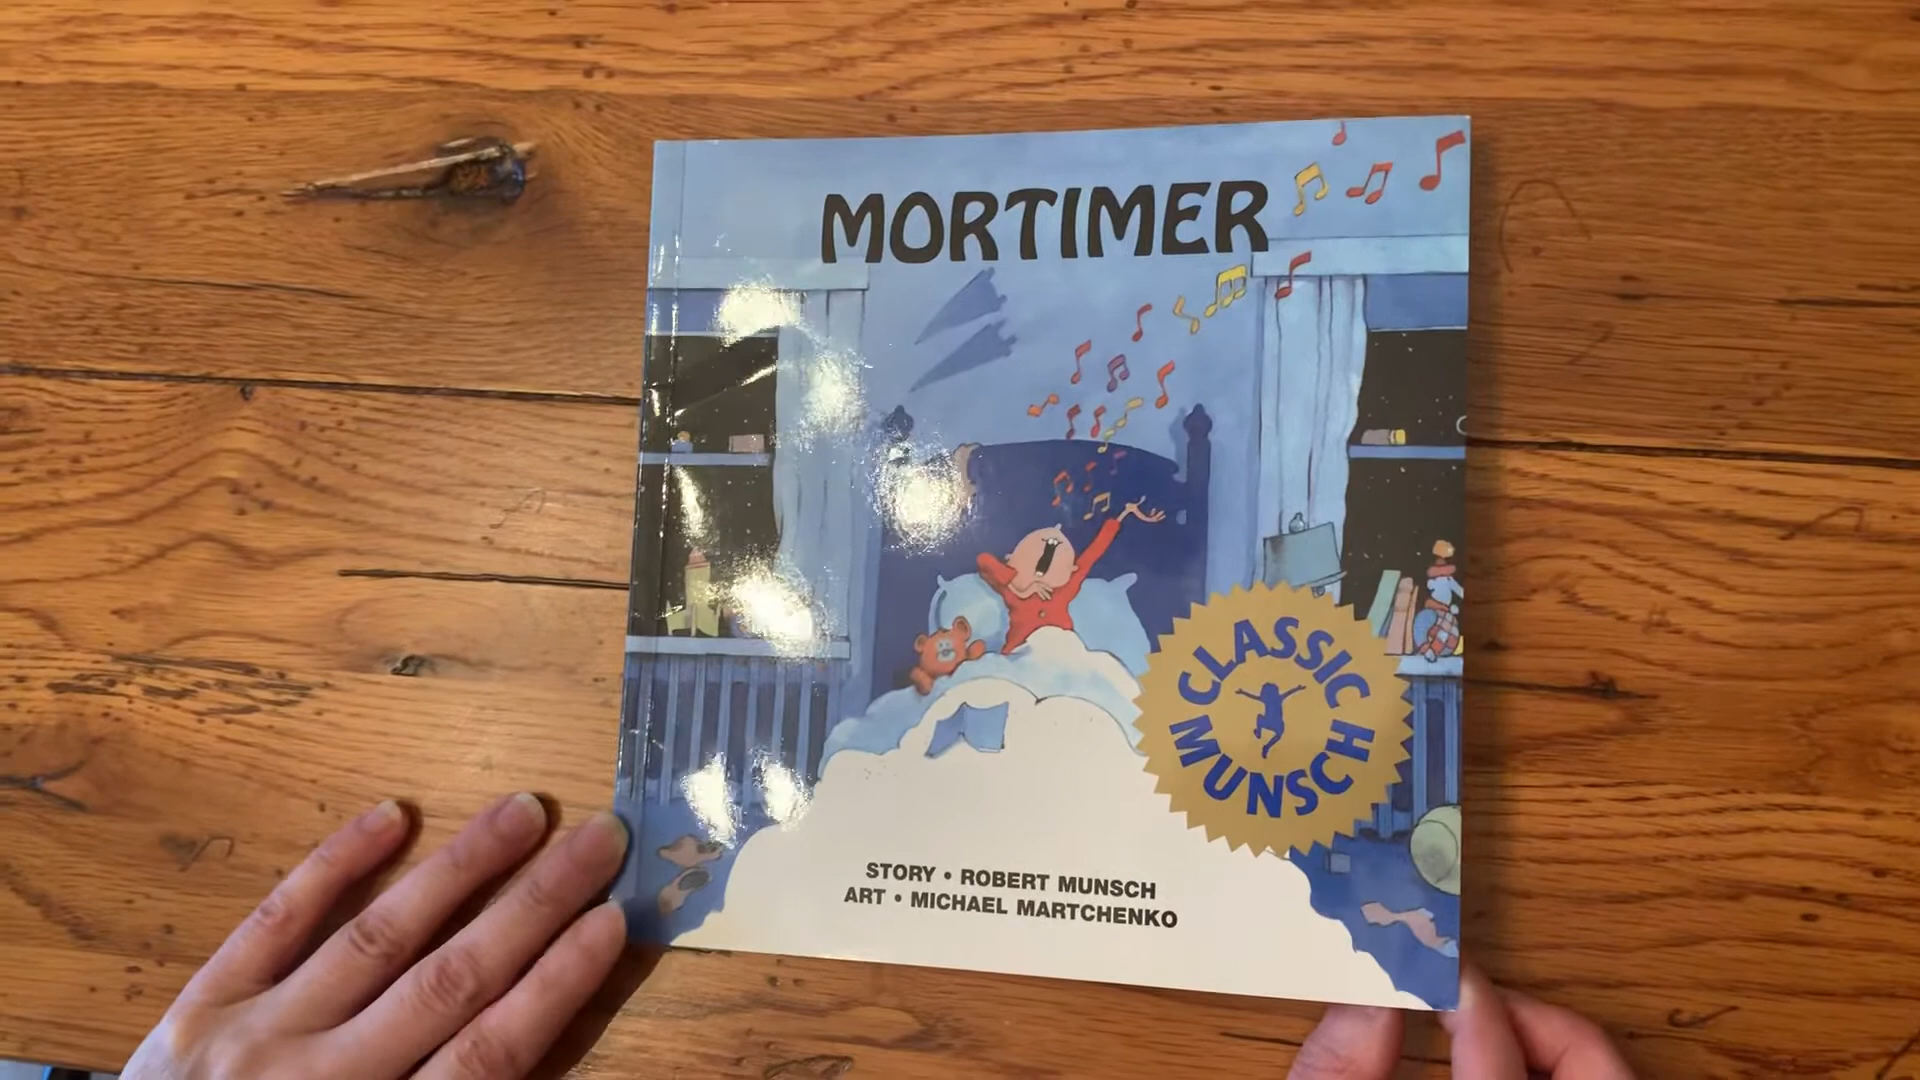 MORTIMER
CLASSIC
MUNSCH
STORY • ROBERT MUNSCH
ART • MICHAEL MARTCHENKO